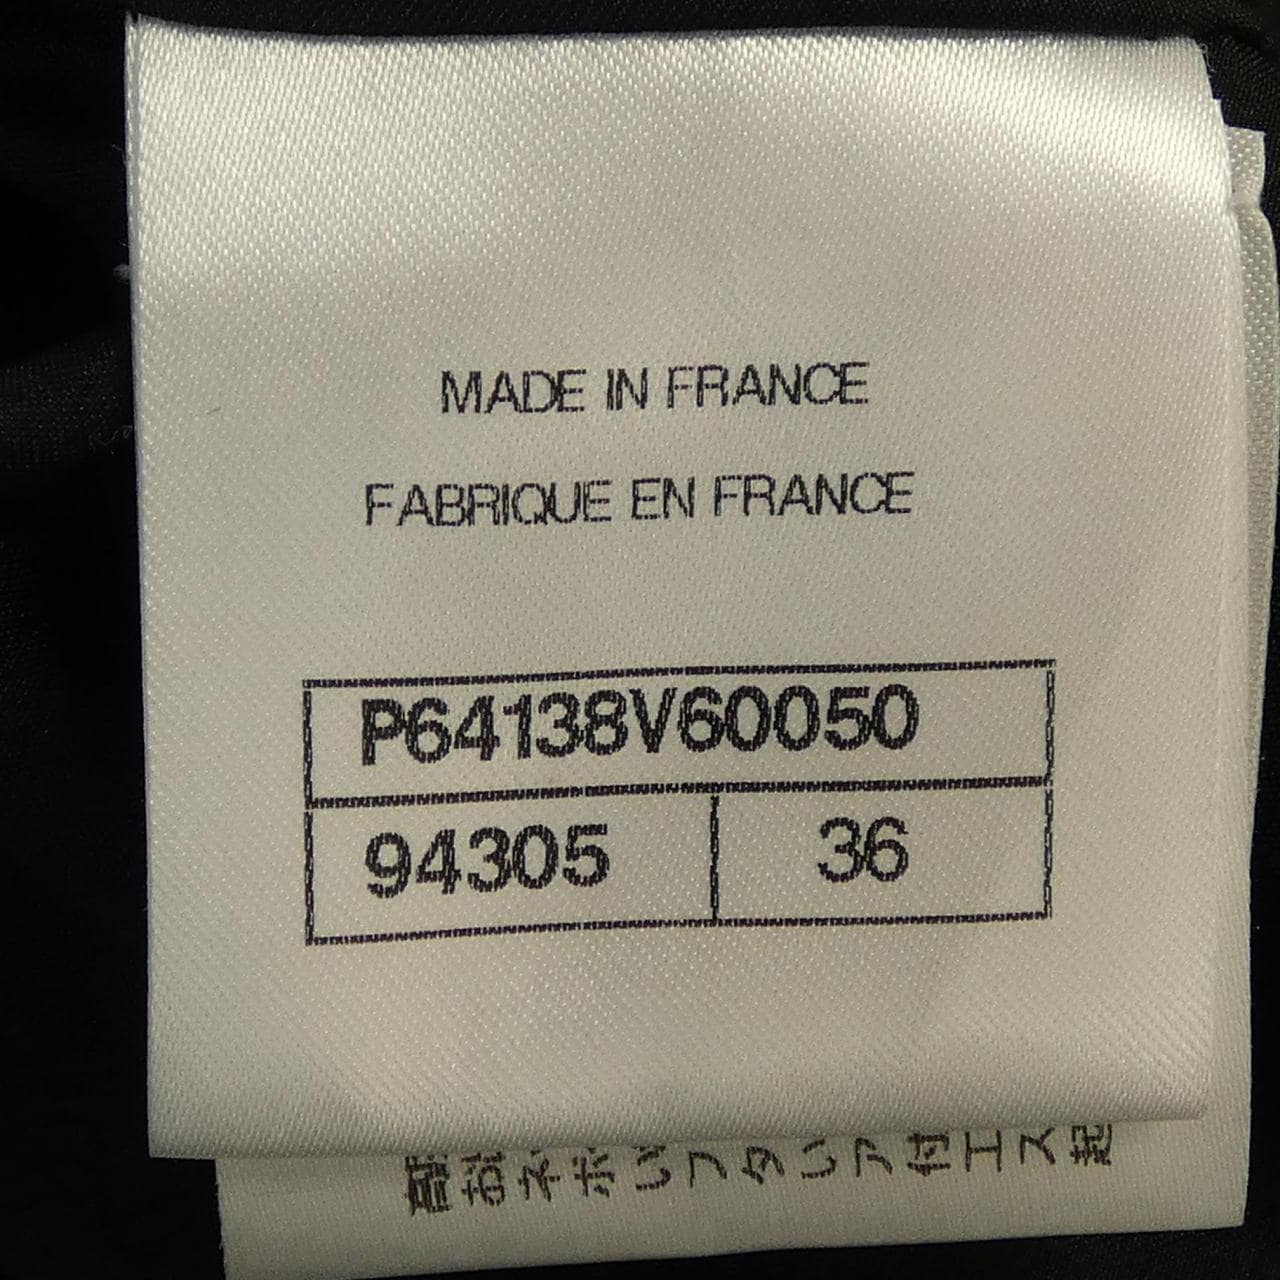 MADE IN FRANCE
FABRIQUE EN FRANCE
P64138V60050
94305 36